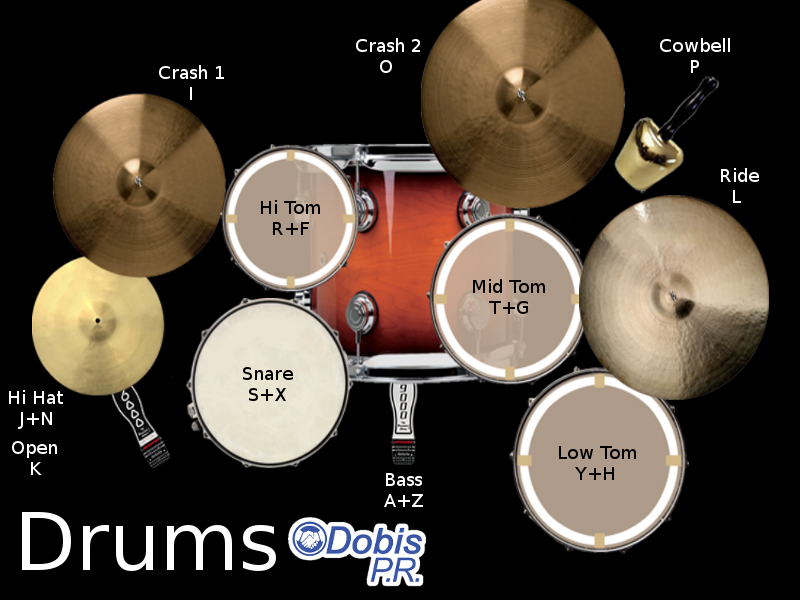 Crash 2
O
Cowbell
P
Crash 1
I
Ride
L
Hi Tom
R+F
Mid Tom
T+G
Snare
S+X
Hi Hat
J+N
Open
K
9000
Low Tom
Y+H
Bass
A+Z
Drums
Dobis
P.R.